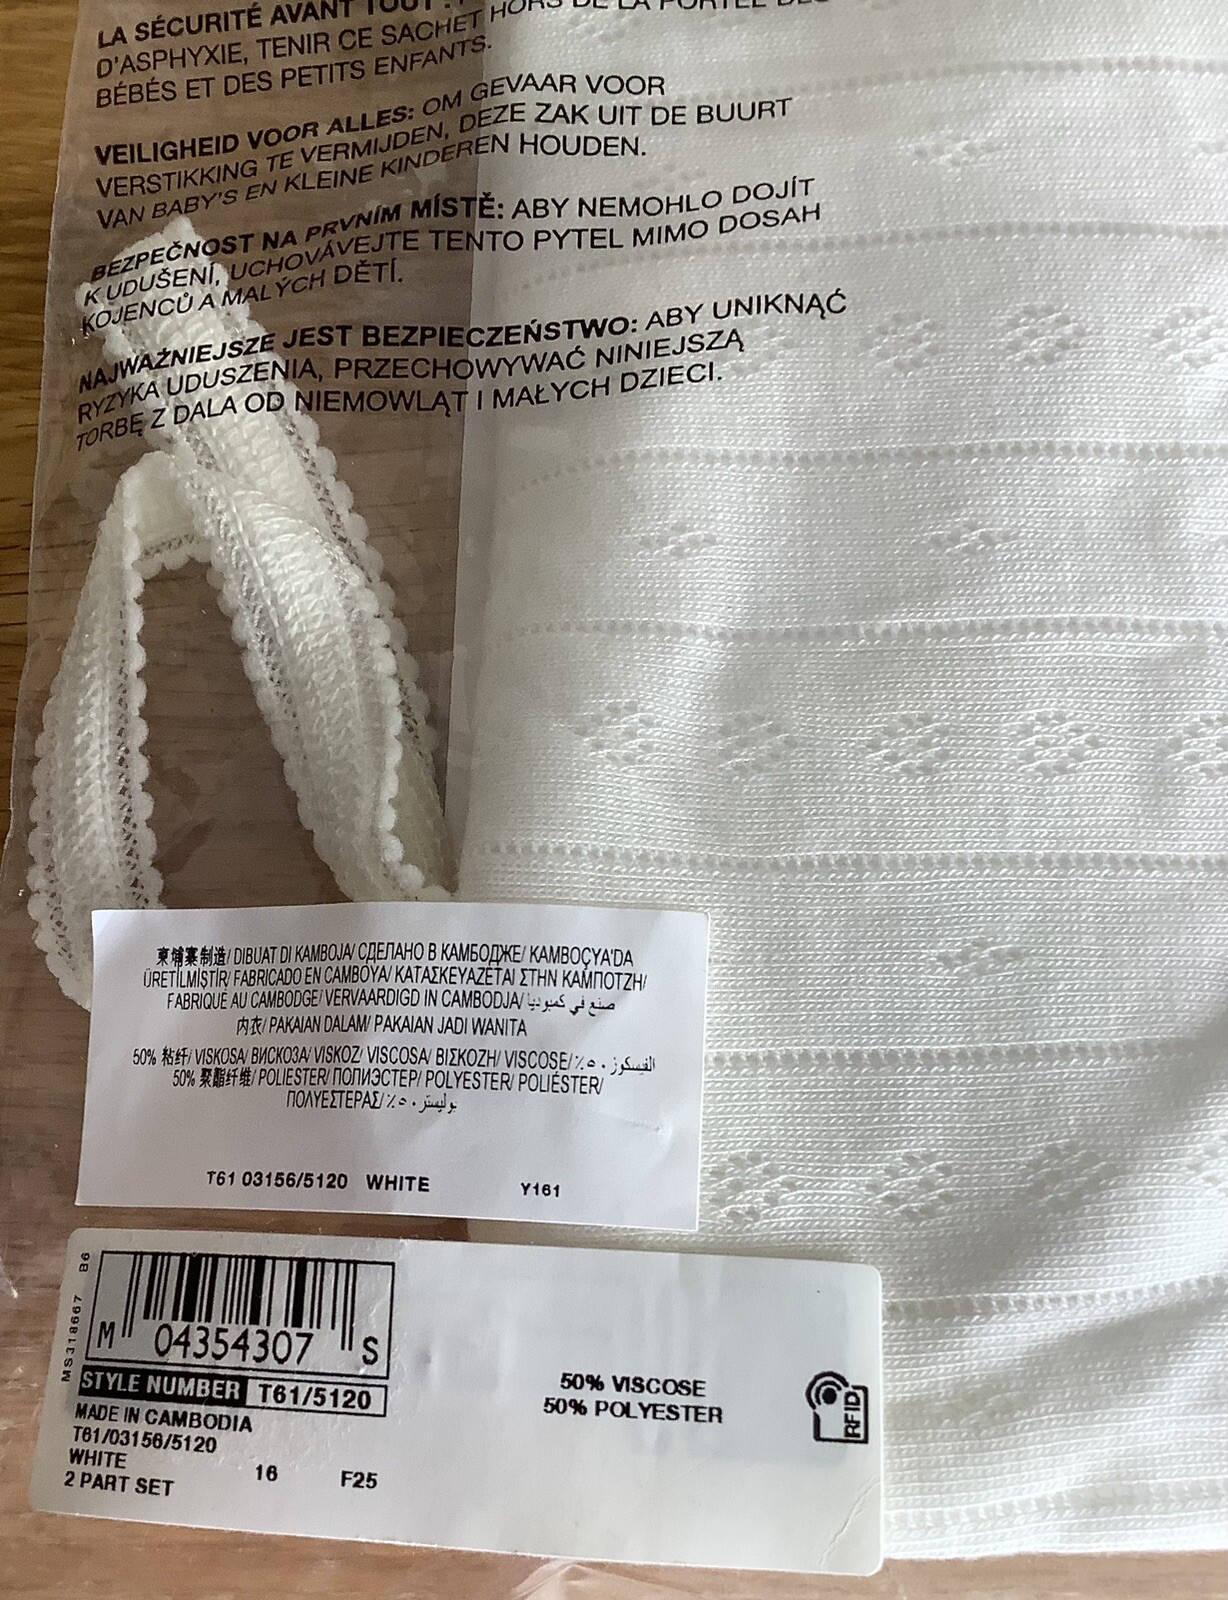 LA SÉCURITÉ AVANT TOUT :
D'ASPHYXIE, TENIR CE SACHET HORS DE LA PORTÉE DES
BÉBÉS ET DES PETITS ENFANTS.
VEILIGHEID VOOR ALLES: OM GEVAAR VOOR
VERSTIKKING TE VERMIJDEN, DEZE ZAK UIT DE BUURT
VAN BABY'S EN KLEINE KINDEREN HOUDEN.
BEZPEČNOST NA PRVNÍM MÍSTĚ: ABY NEMOHLO DOJÍT
K UDUŠENÍ, UCHOVÁVEJTE TENTO PYTEL MIMO DOSAH
KOJENCŮ A MALÝCH DĚTÍ.
NAJWAŻNIEJSZE JEST BEZPIECZEŃSTWO: ABY UNIKNĄĆ
RYZYKA UDUSZENIA, PRZECHOWYWAĆ NINIEJSZĄ
TORBĘ Z DALA OD NIEMOWLĄT I MAŁYCH DZIECI.
柬埔寨制造/ DIBUAT DI KAMBOJA/ СДЕЛАНО В КАМБОДЖЕ/ KAMBOÇYA'DA
ÜRETİLMİŞTİR/ FABRICADO EN CAMBOYA/ ΚΑΤΑΣΚΕΥΑΖΕΤΑΙ ΣΤΗΝ ΚΑΜΠΟΤΖΗ/
FABRIQUÉ AU CAMBODGE/ VERVAARDIGD IN CAMBODJA/ صنع في كمبوديا
内衣/ PAKAIAN DALAM/ PAKAIAN JADI WANITA
50% 粘纤/ VISKOSA/ ВИСКОЗА/ VISKOZ/ VISCOSA/ ΒΙΣΚΟΖΗ/ VISCOSE/ ٪٥٠ الفيسكوز
50% 聚酯纤维/ POLIESTER/ ПОЛИЭСТЕР/ POLYESTER/ POLIÉSTER/
ΠΟΛΥΕΣΤΕΡΑΣ/ ٪٥٠ بوليستر
T61 03156/5120 WHITE Y161
MS318667 B6
M 04354307 S
STYLE NUMBER T61/5120
MADE IN CAMBODIA
T61/03156/5120
WHITE
16 F25
2 PART SET
50% VISCOSE
50% POLYESTER
RFID